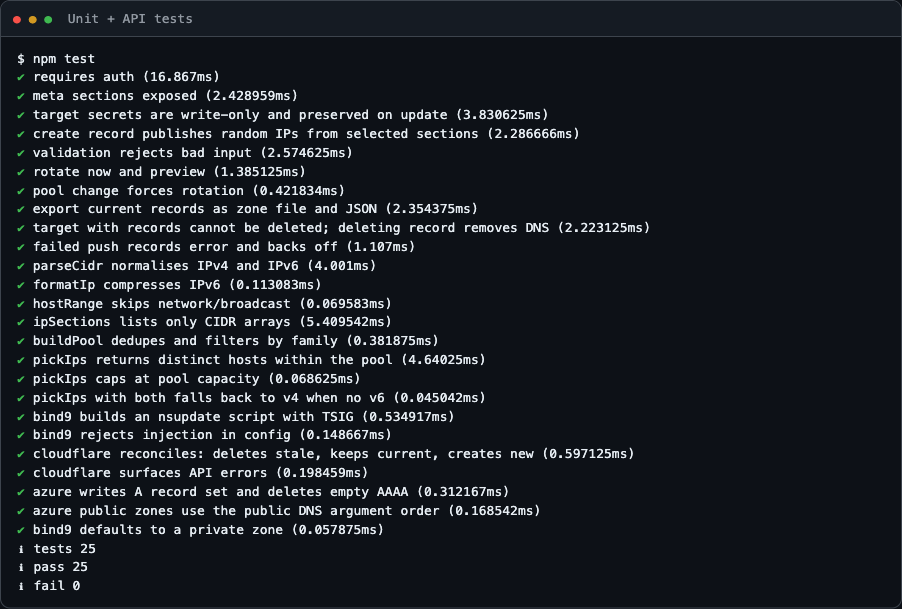 Unit + API tests
$ npm test
✔ requires auth (16.867ms)
✔ meta sections exposed (2.428959ms)
✔ target secrets are write-only and preserved on update (3.830625ms)
✔ create record publishes random IPs from selected sections (2.286666ms)
✔ validation rejects bad input (2.574625ms)
✔ rotate now and preview (1.385125ms)
✔ pool change forces rotation (0.421834ms)
✔ export current records as zone file and JSON (2.354375ms)
✔ target with records cannot be deleted; deleting record removes DNS (2.223125ms)
✔ failed push records error and backs off (1.107ms)
✔ parseCidr normalises IPv4 and IPv6 (4.001ms)
✔ formatIp compresses IPv6 (0.113083ms)
✔ hostRange skips network/broadcast (0.069583ms)
✔ ipSections lists only CIDR arrays (5.409542ms)
✔ buildPool dedupes and filters by family (0.381875ms)
✔ pickIps returns distinct hosts within the pool (4.64025ms)
✔ pickIps caps at pool capacity (0.068625ms)
✔ pickIps with both falls back to v4 when no v6 (0.045042ms)
✔ bind9 builds an nsupdate script with TSIG (0.534917ms)
✔ bind9 rejects injection in config (0.148667ms)
✔ cloudflare reconciles: deletes stale, keeps current, creates new (0.597125ms)
✔ cloudflare surfaces API errors (0.198459ms)
✔ azure writes A record set and deletes empty AAAA (0.312167ms)
✔ azure public zones use the public DNS argument order (0.168542ms)
✔ bind9 defaults to a private zone (0.057875ms)
ℹ tests 25
ℹ pass 25
ℹ fail 0